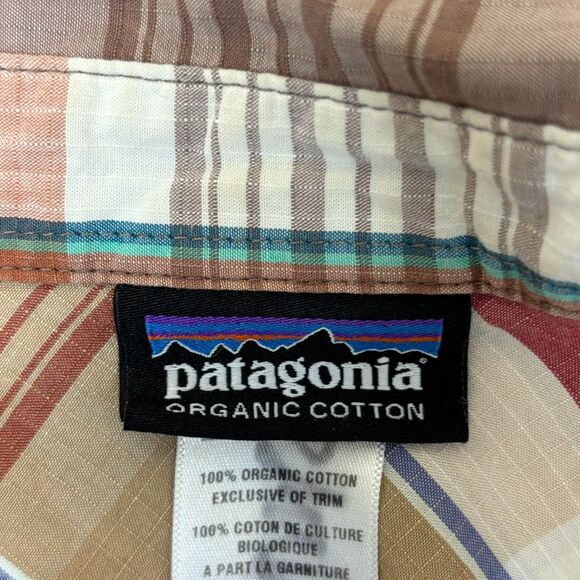 patagonia®
ORGANIC COTTON
100% ORGANIC COTTON
EXCLUSIVE OF TRIM
100% COTON DE CULTURE
BIOLOGIQUE
A PART LA GARNITURE